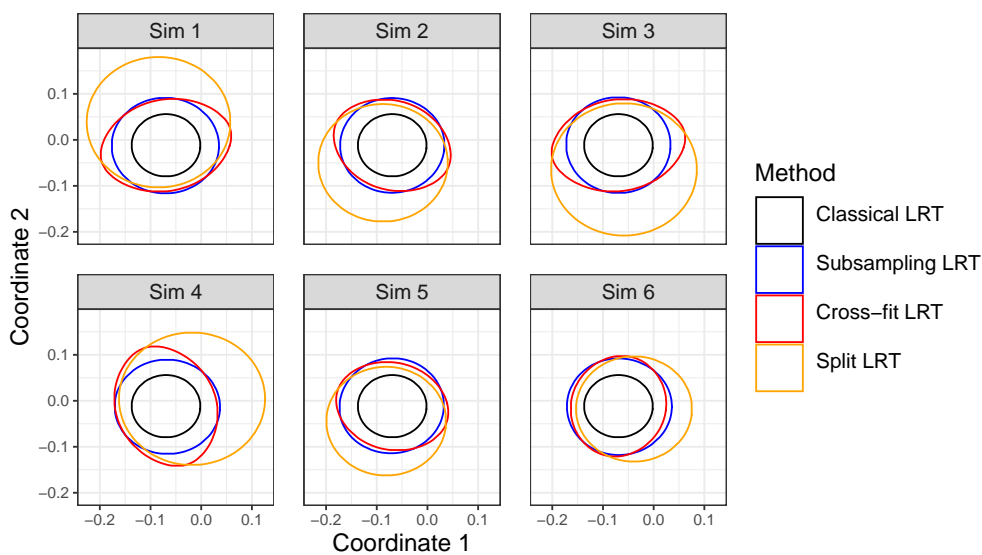 Sim 1 Sim 2 Sim 3
0.1
0.0
−0.1
−0.2
Sim 4 Sim 5 Sim 6
0.1
0.0
−0.1
−0.2
−0.2 −0.1 0.0 0.1 −0.2 −0.1 0.0 0.1 −0.2 −0.1 0.0 0.1
Coordinate 1
Coordinate 2
Method
Classical LRT
Subsampling LRT
Cross−fit LRT
Split LRT